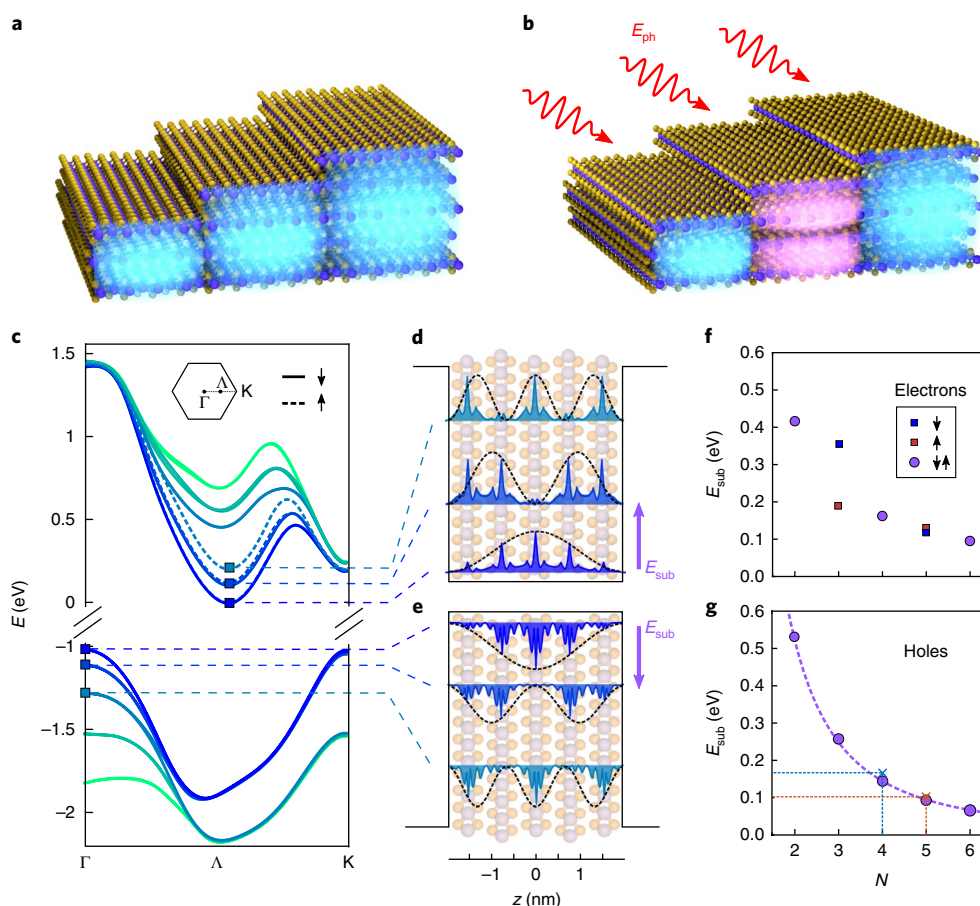 a
b
E_ph
c
d
f
1.5
1
0.5
0
−1
−1.5
−2
E (eV)
Λ
Γ
K
↓
↑
Γ
Λ
K
E_sub
e
E_sub
−1
0
1
z (nm)
0.6
0.5
0.4
0.3
0.2
0.1
0.0
E_sub (eV)
Electrons
↓
↑
↓↑
g
0.6
0.5
0.4
0.3
0.2
0.1
0.0
E_sub (eV)
Holes
2
3
4
5
6
N